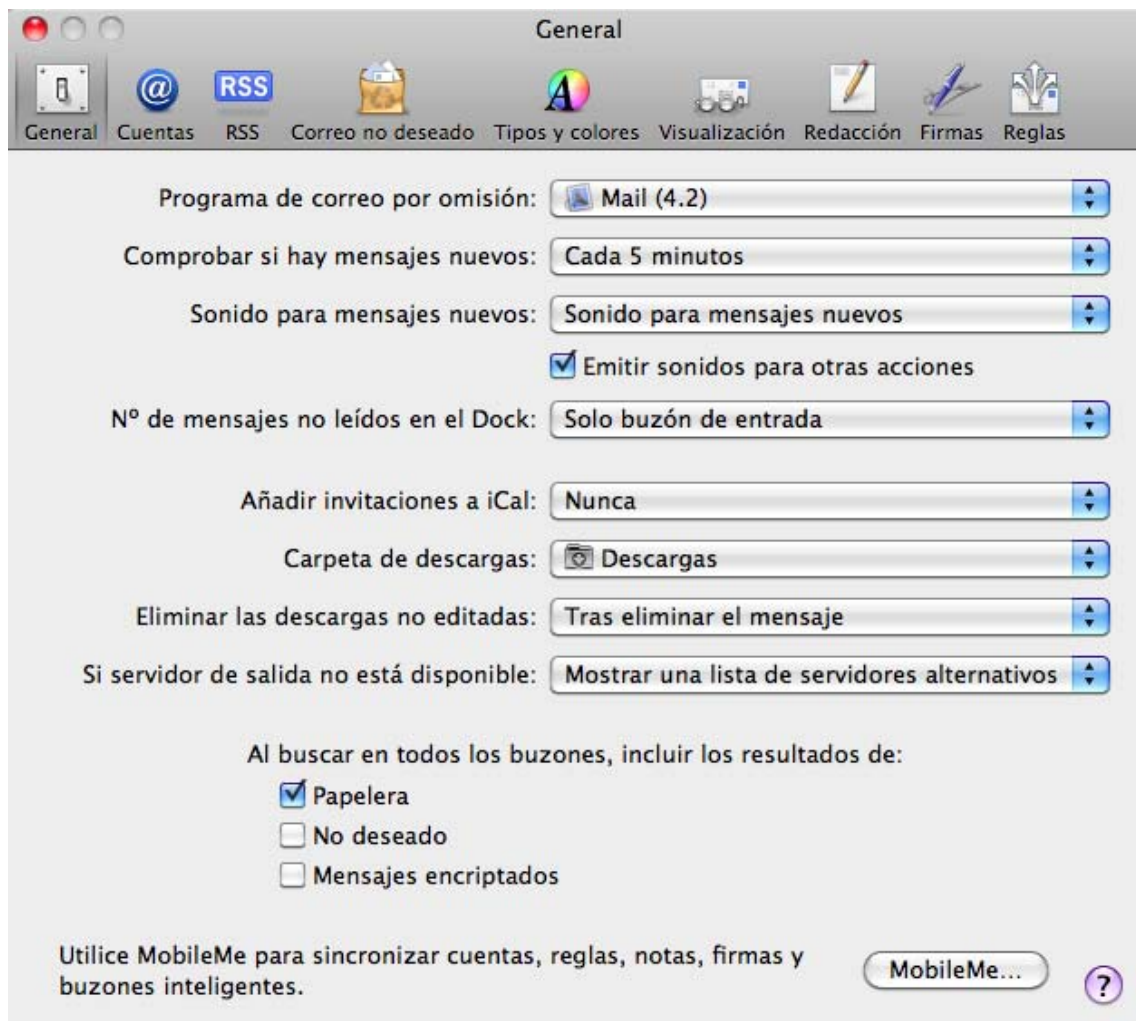 General
RSS
General Cuentas RSS Correo no deseado Tipos y colores Visualización Redacción Firmas Reglas
Programa de correo por omisión: Mail (4.2)
Comprobar si hay mensajes nuevos: Cada 5 minutos
Sonido para mensajes nuevos: Sonido para mensajes nuevos
Emitir sonidos para otras acciones
Nº de mensajes no leídos en el Dock: Solo buzón de entrada
Añadir invitaciones a iCal: Nunca
Carpeta de descargas: Descargas
Eliminar las descargas no editadas: Tras eliminar el mensaje
Si servidor de salida no está disponible: Mostrar una lista de servidores alternativos
Al buscar en todos los buzones, incluir los resultados de:
Papelera
No deseado
Mensajes encriptados
Utilice MobileMe para sincronizar cuentas, reglas, notas, firmas y
buzones inteligentes.
MobileMe...
?